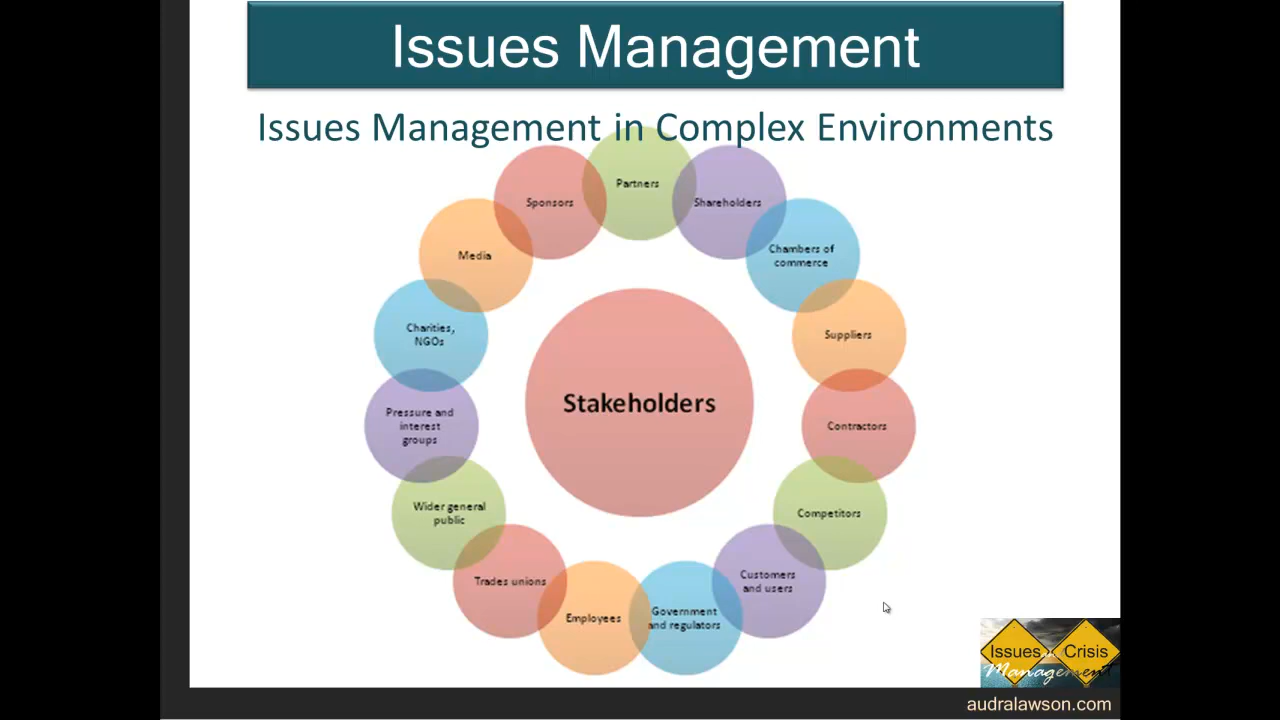 Issues Management
Issues Management in Complex Environments
Partners
Shareholders
Chambers of
commerce
Suppliers
Contractors
Competitors
Customers
and users
Government
and regulators
Employees
Trades unions
Wider general
public
Pressure and
interest
groups
Charities,
NGOs
Media
Sponsors
Stakeholders
Issues Crisis
Management
audralawson.com